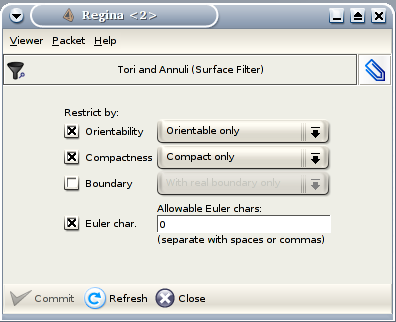 Regina <2>
Viewer Packet Help
Tori and Annuli (Surface Filter)
Restrict by:
Orientability Orientable only
Compactness Compact only
Boundary With real boundary only
Allowable Euler chars:
Euler char. 0
(separate with spaces or commas)
Commit Refresh Close